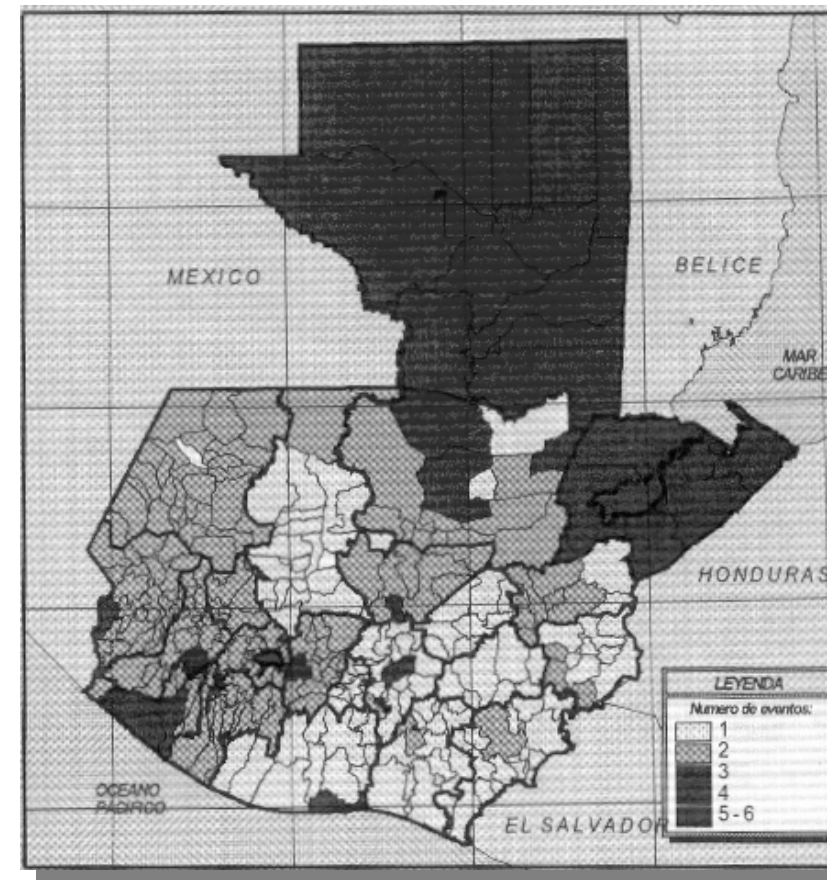 MEXICO
BELICE
MAR
CARIBE
HONDURAS
LEYENDA
Numero de eventos:
1
2
3
4
5 - 6
OCEANO
PACIFICO
EL SALVADOR